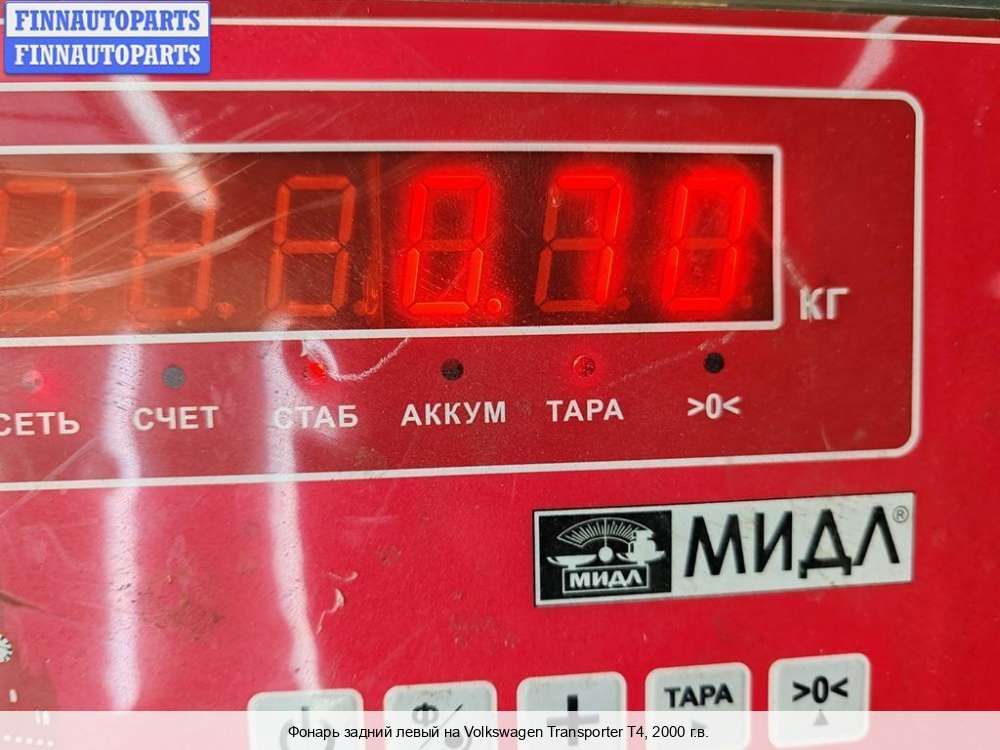 FINNAUTOPARTS
FINNAUTOPARTS
0.70
КГ
СЕТЬ СЧЕТ СТАБ АККУМ ТАРА >0<
МИДЛ МИДЛ®
ТАРА >0<
Фонарь задний левый на Volkswagen Transporter T4, 2000 г.в.